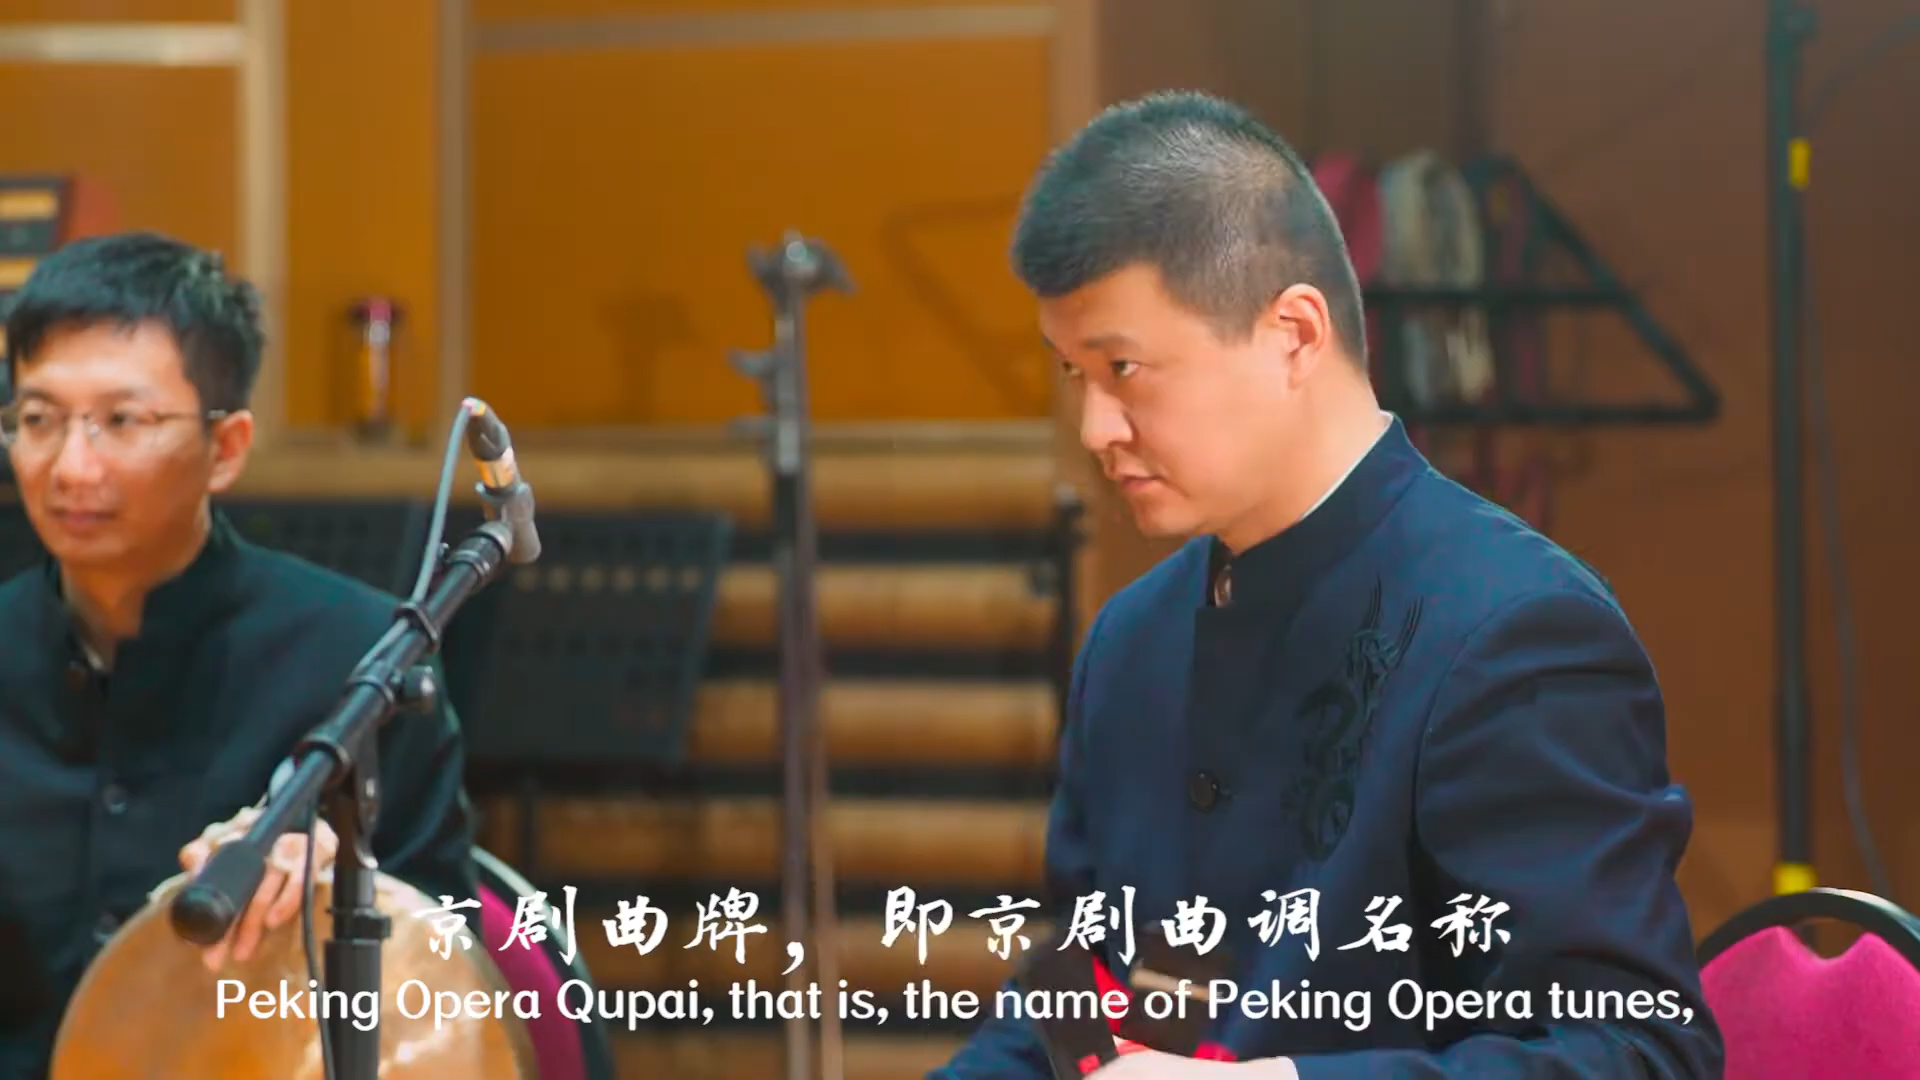 京剧曲牌，即京剧曲调名称
Peking Opera Qupai, that is, the name of Peking Opera tunes,